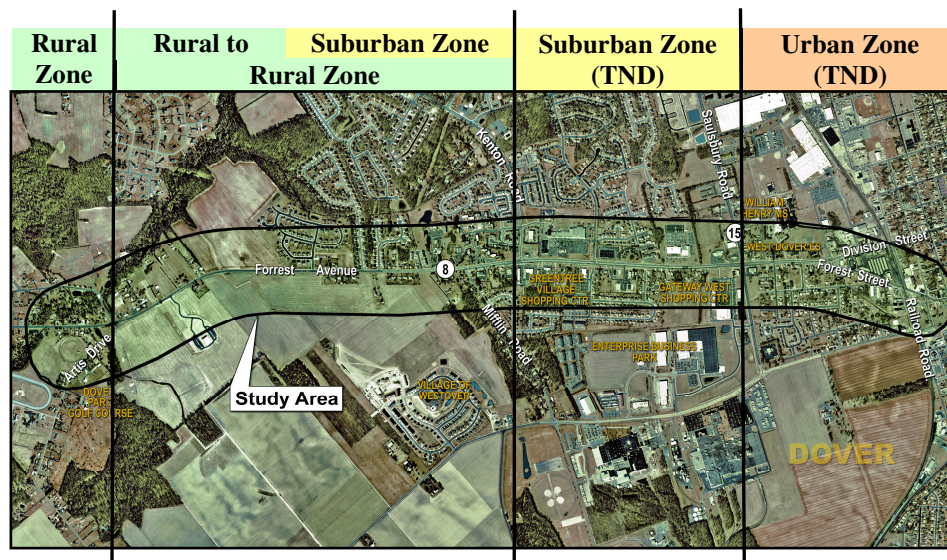 Rural
Zone
Rural to
Suburban Zone
Rural Zone
Suburban Zone
(TND)
Urban Zone
(TND)
Kenton Road
Saulsbury Road
WILLIAM
HENRY MS
15
WEST DOVER ES
Division Street
Forrest Avenue
8
Forest Street
GREENTREE
VILLAGE
SHOPPING CTR
GATEWAY WEST
SHOPPING CTR
Mifflin Road
Railroad Road
Arts Drive
ENTERPRISE BUSINESS
PARK
Study Area
DOVER
PAR 3
GOLF COURSE
VILLAGE OF
WESTOVER
DOVER